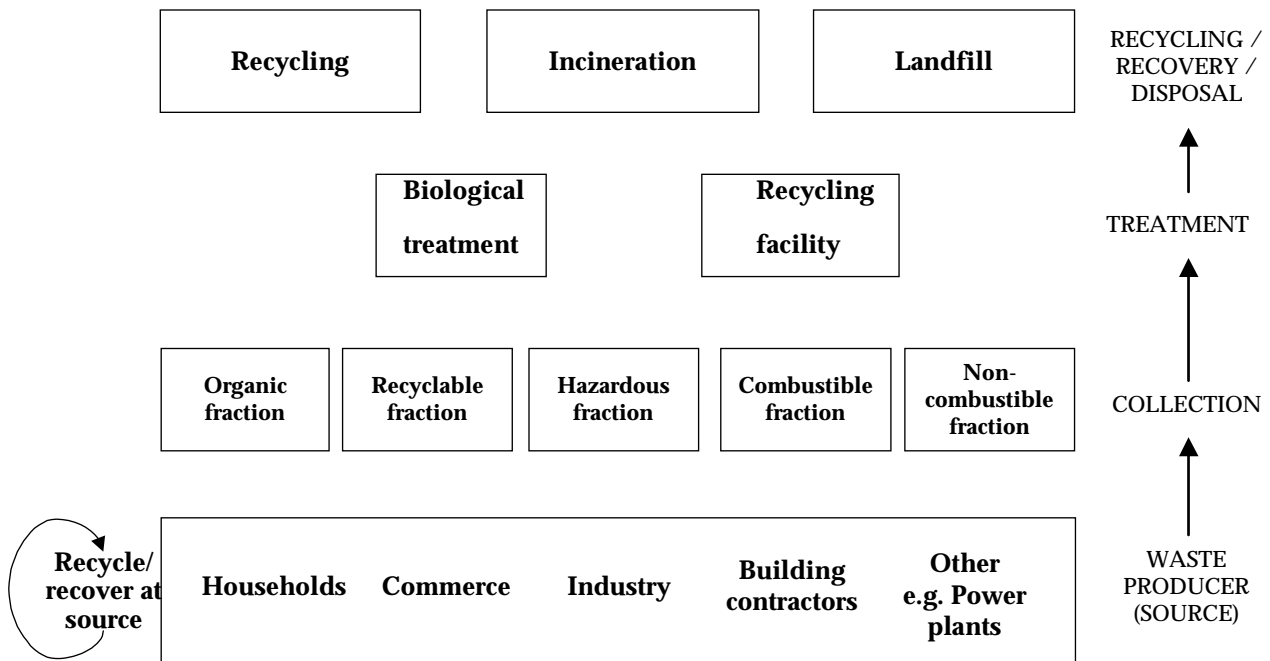 Recycling
Incineration
Landfill
RECYCLING /
RECOVERY /
DISPOSAL
Biological
treatment
Recycling
facility
TREATMENT
Organic
fraction
Recyclable
fraction
Hazardous
fraction
Combustible
fraction
Non-
combustible
fraction
COLLECTION
Recycle/
recover at
source
Households
Commerce
Industry
Building
contractors
Other
e.g. Power
plants
WASTE
PRODUCER
(SOURCE)